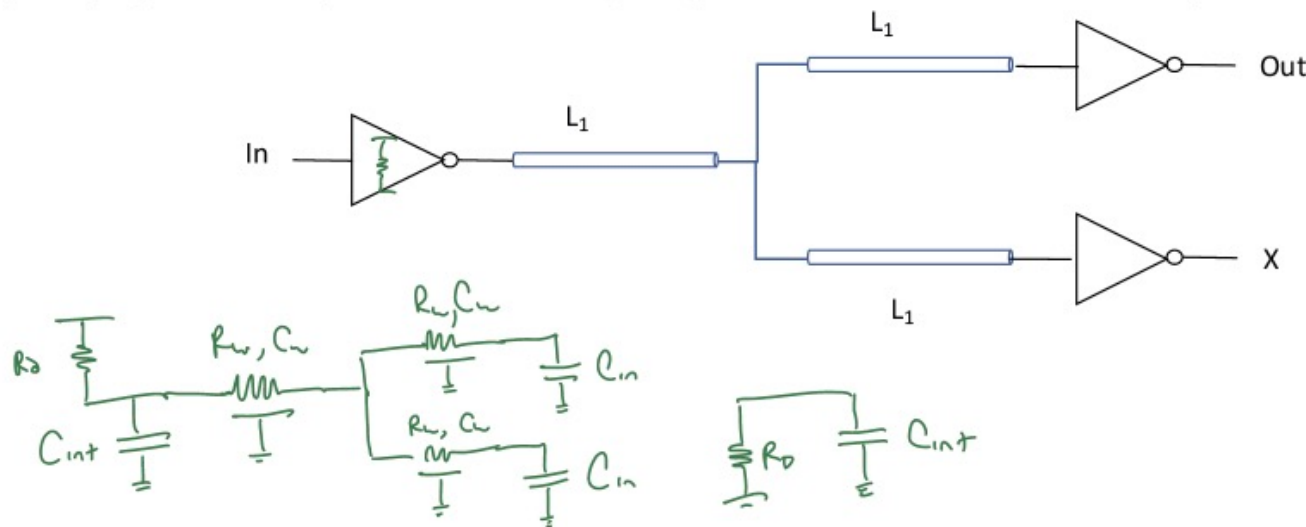 L₁
Out
L₁
In
X
L₁
Rw, Cw
Rw, Cw
Cin
Rd
Cint
Rw, Cw
Cin
RD
Cint